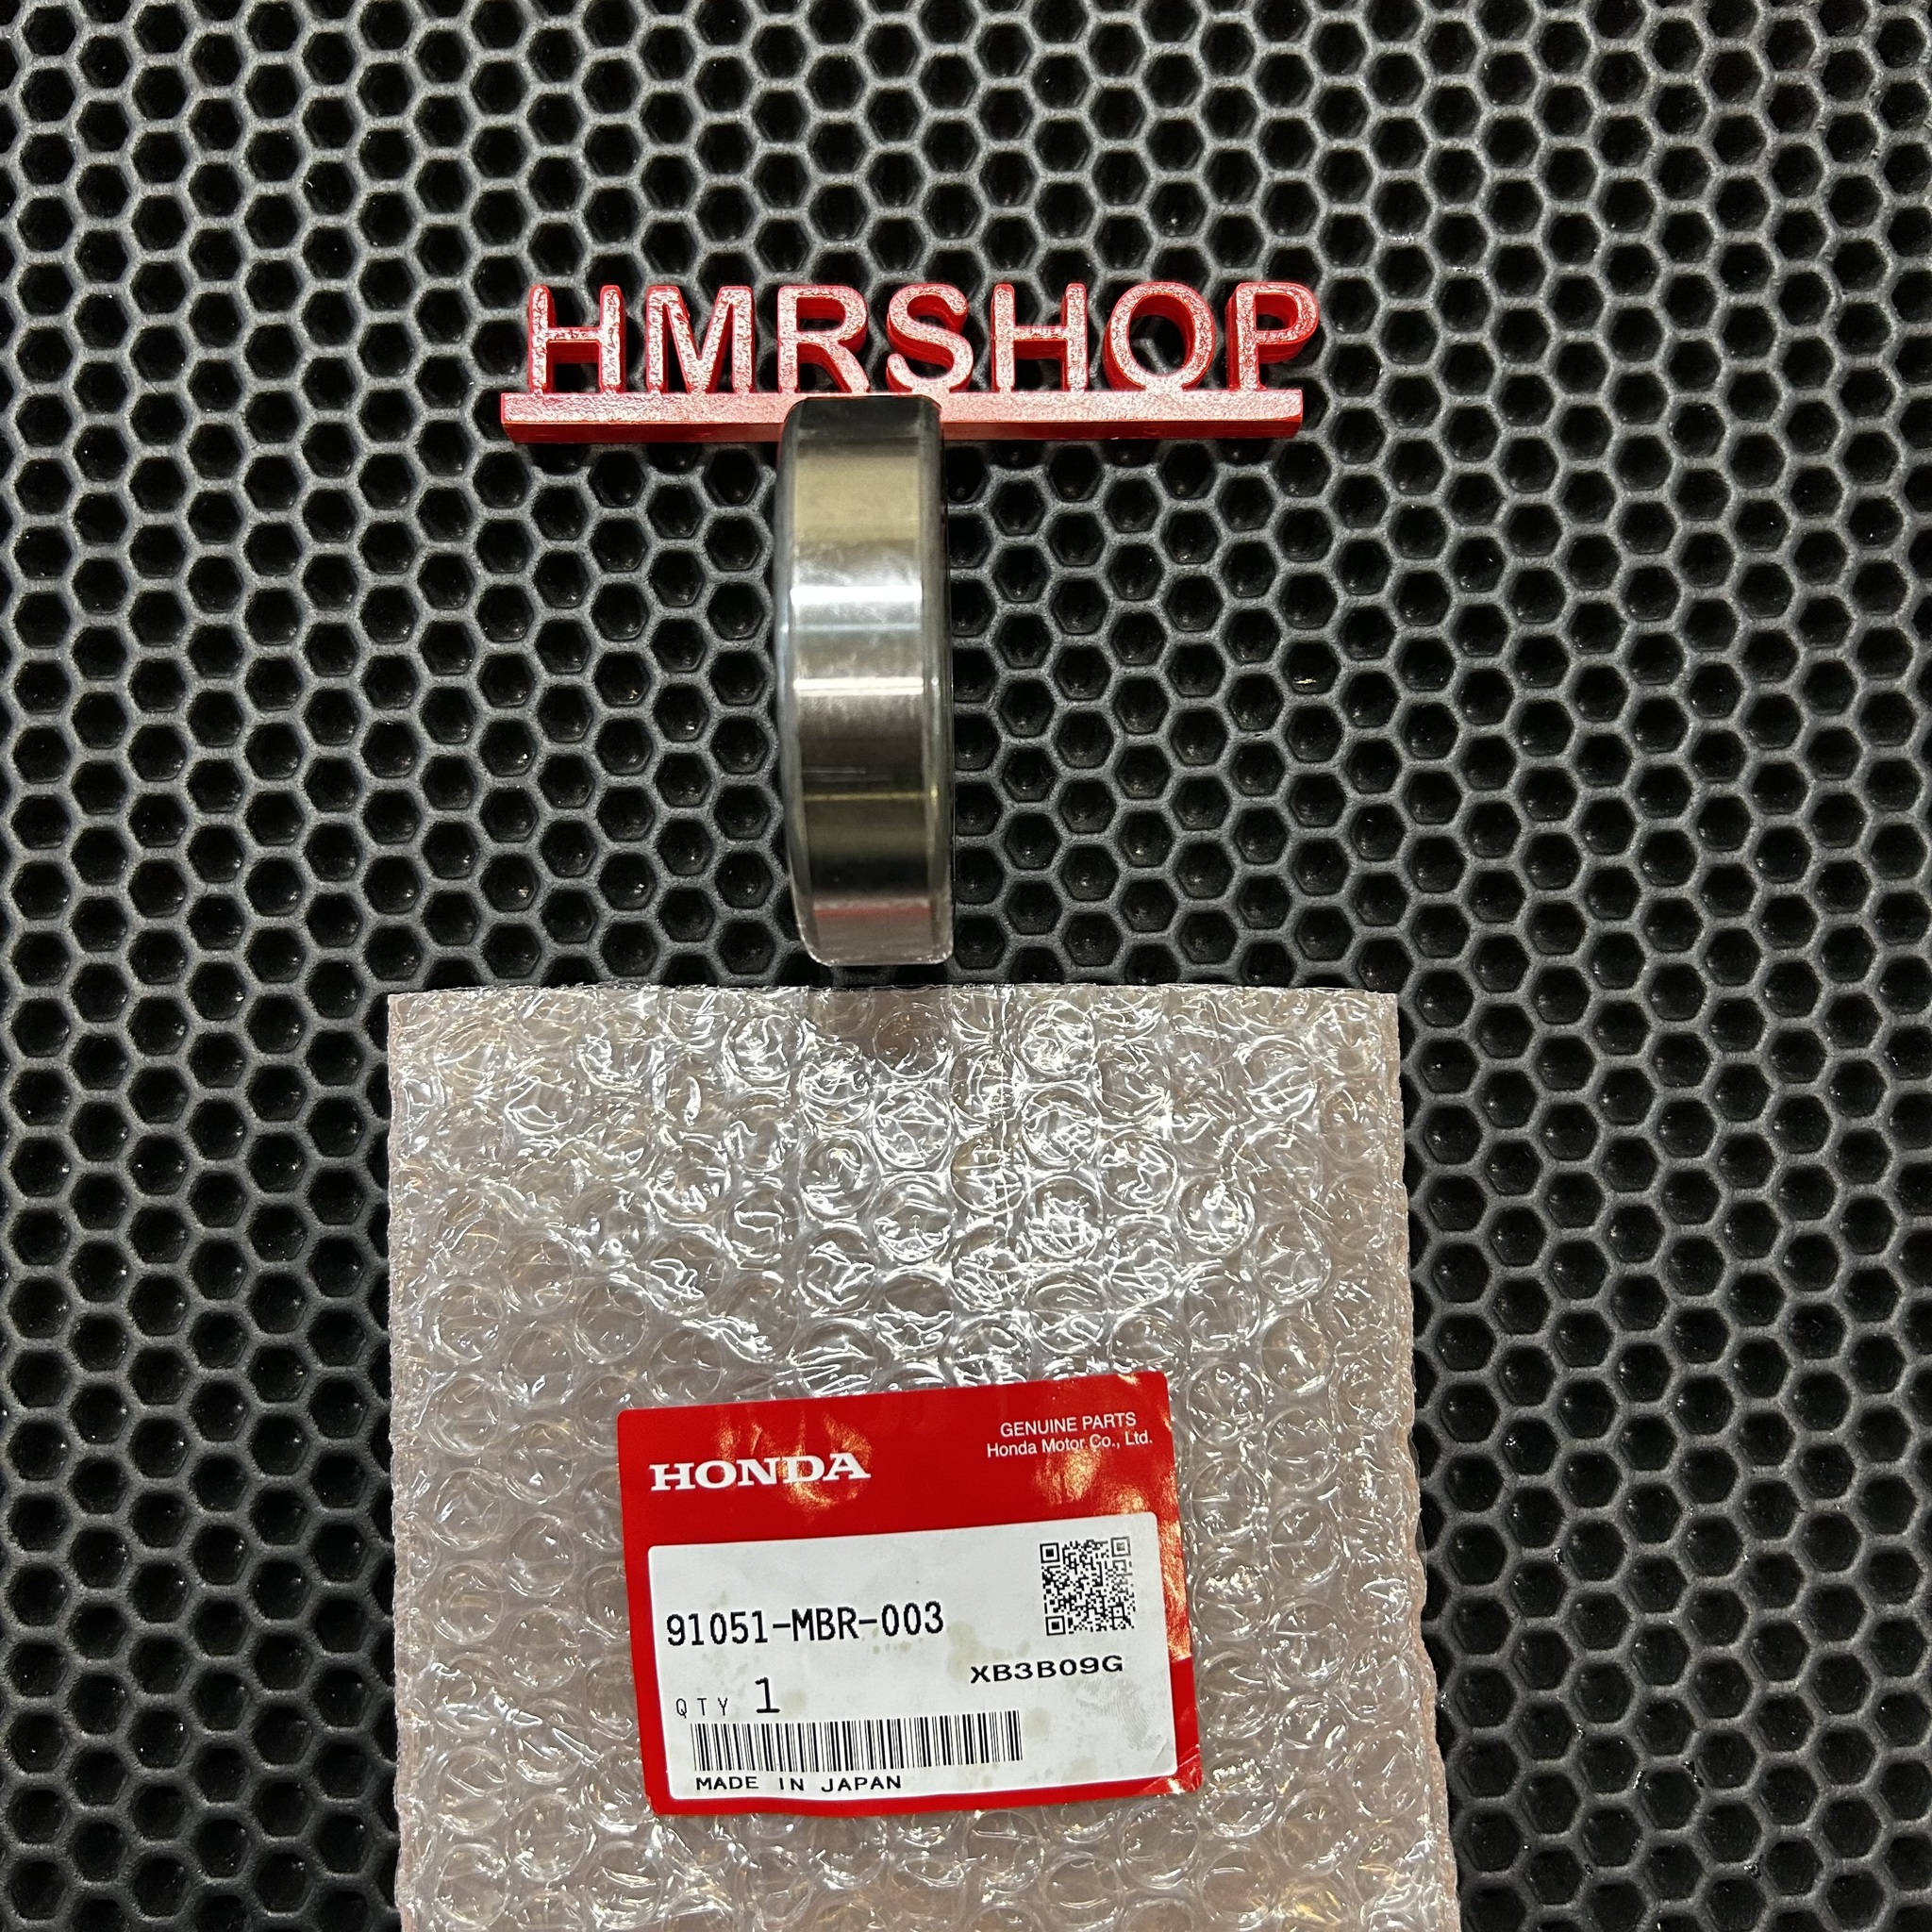 HMRSHOP
GENUINE PARTS
Honda Motor Co., Ltd.
HONDA
91051-MBR-003
XB3B09G
QTY 1
MADE IN JAPAN